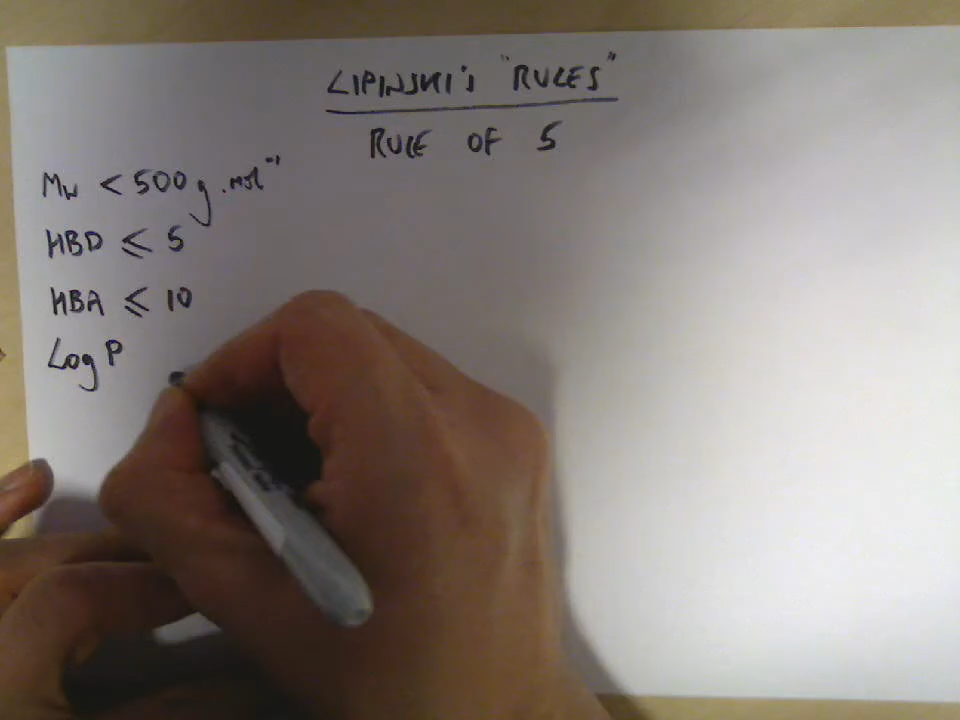 LIPINSKI'S "RULES"
RULE OF 5
Mw < 500 g.mol⁻¹
HBD ⩽ 5
HBA ⩽ 10
Log P